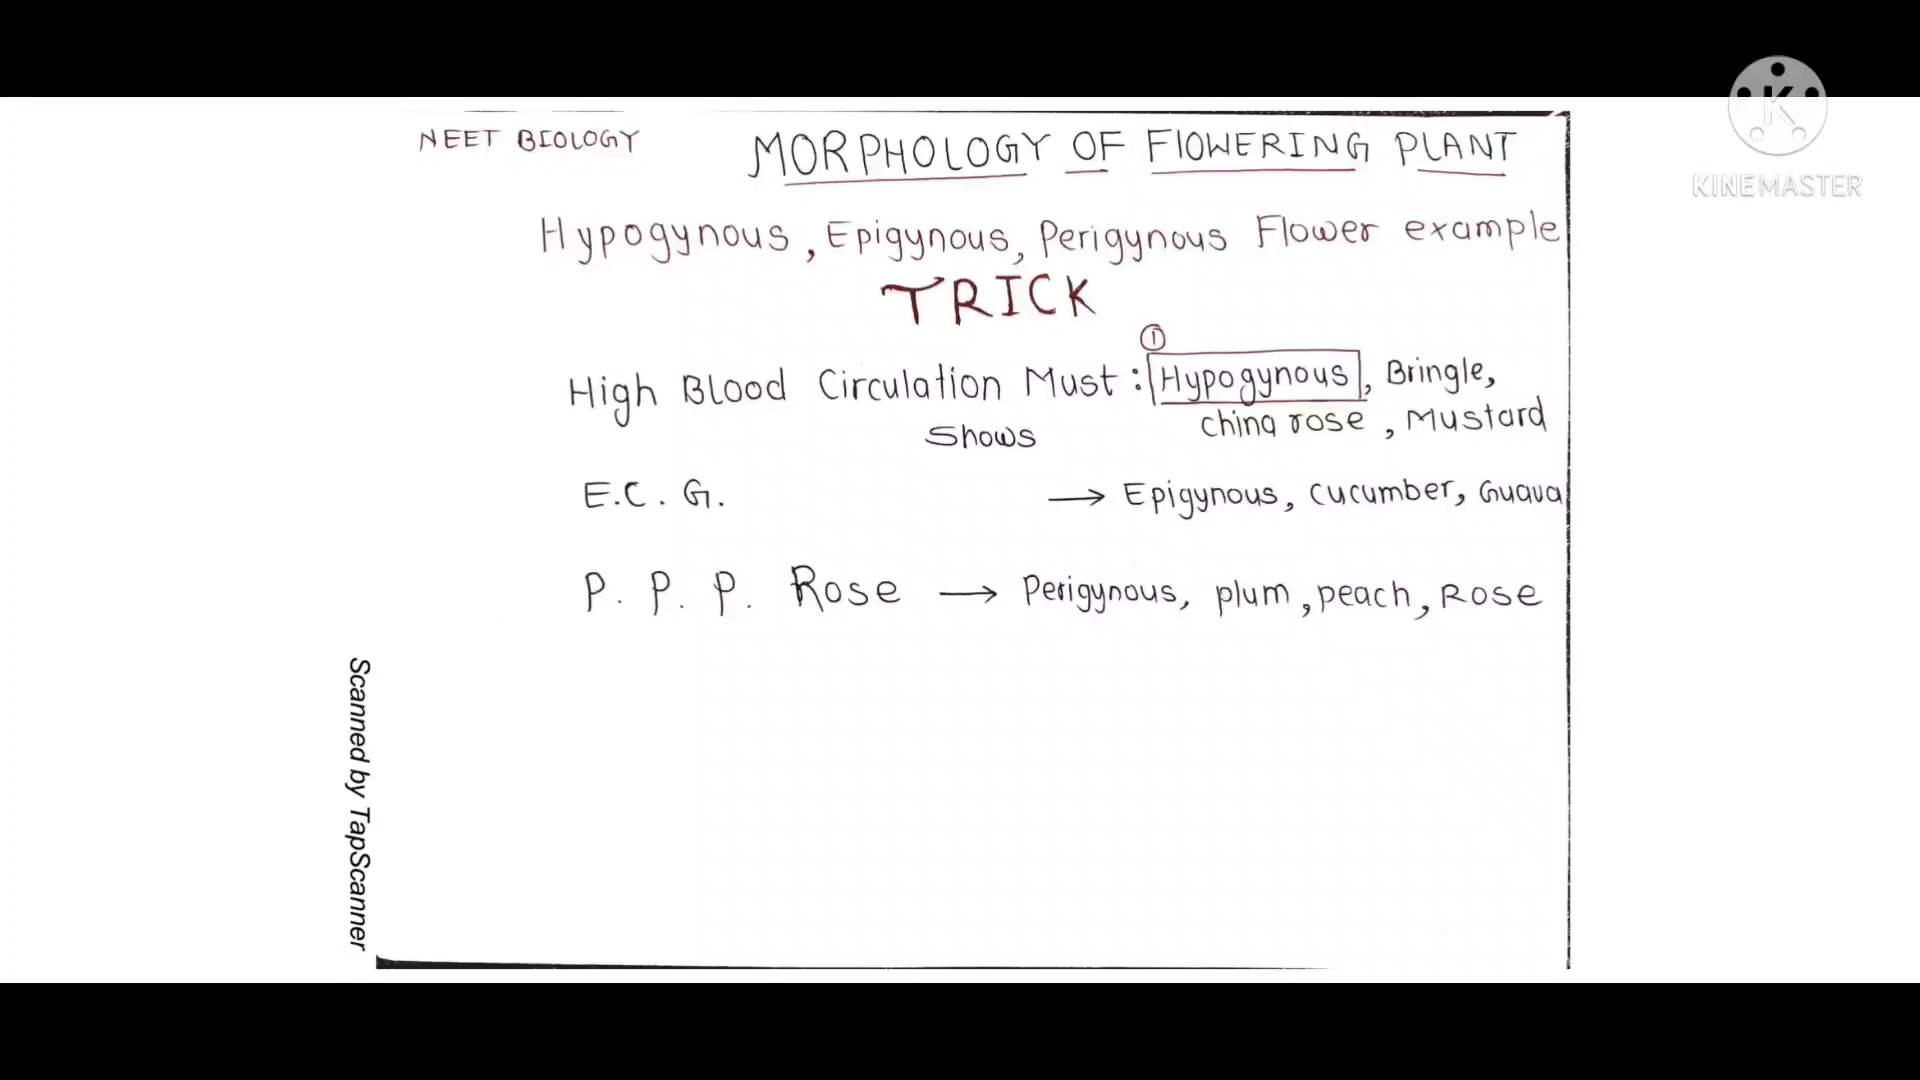 NEET BIOLOGY
MORPHOLOGY OF FlOWERING PLANT
Hypogynous, Epigynous, Perigynous Flower example
TRICK
①
High Blood Circulation Must : Hypogynous, Bringle,
china rose, Mustard
Shows
E.C.G. → Epigynous, Cucumber, Guava
P. P. P. Rose → Perigynous, plum, peach, Rose
Scanned by TapScanner
K
KINEMASTER